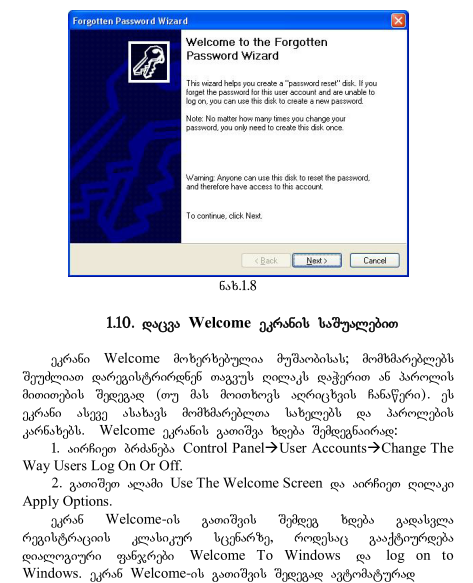 Forgotten Password Wizard
Welcome to the Forgotten
Password Wizard
This wizard helps you create a "password reset" disk. If you
forget the password for this user account and are unable to
log on, you can use this disk to create a new password.
Note: No matter how many times you change your
password, you only need to create this disk once.
Warning: Anyone can use this disk to reset the password,
and therefore have access to this account.
To continue, click Next.
< Back Next > Cancel
ნახ.1.8
1.10. დაცვა Welcome ეკრანის საშუალებით
ეკრანი Welcome მოხერხებულია მუშაობისას; მომხმარებლებს
შეუძლიათ დარეგისტრირდნენ თაგვუს ღილაკს დაჭერით ან პაროლის
მითითების შედეგად (თუ მას მოითხოვს აღრიცხვის ჩანაწერი). ეს
ეკრანი ასევე ასახავს მომხმარებელთა სახელებს და პაროლების
კარნახებს. Welcome ეკრანის გათიშვა ხდება შემდეგნაირად:
1. აირჩიეთ ბრძანება Control Panel→User Accounts→Change The
Way Users Log On Or Off.
2. გათიშეთ ალამი Use The Welcome Screen და აირჩიეთ ღილაკი
Apply Options.
ეკრან Welcome-ის გათიშვის შემდეგ ხდება გადასვლა
რეგისტრაციის კლასიკურ სცენარზე, როდესაც გააქტიურდება
დიალოგიური ფანჯრები Welcome To Windows და log on to
Windows. ეკრან Welcome-ის გათიშვის შედეგად ავტომატურად